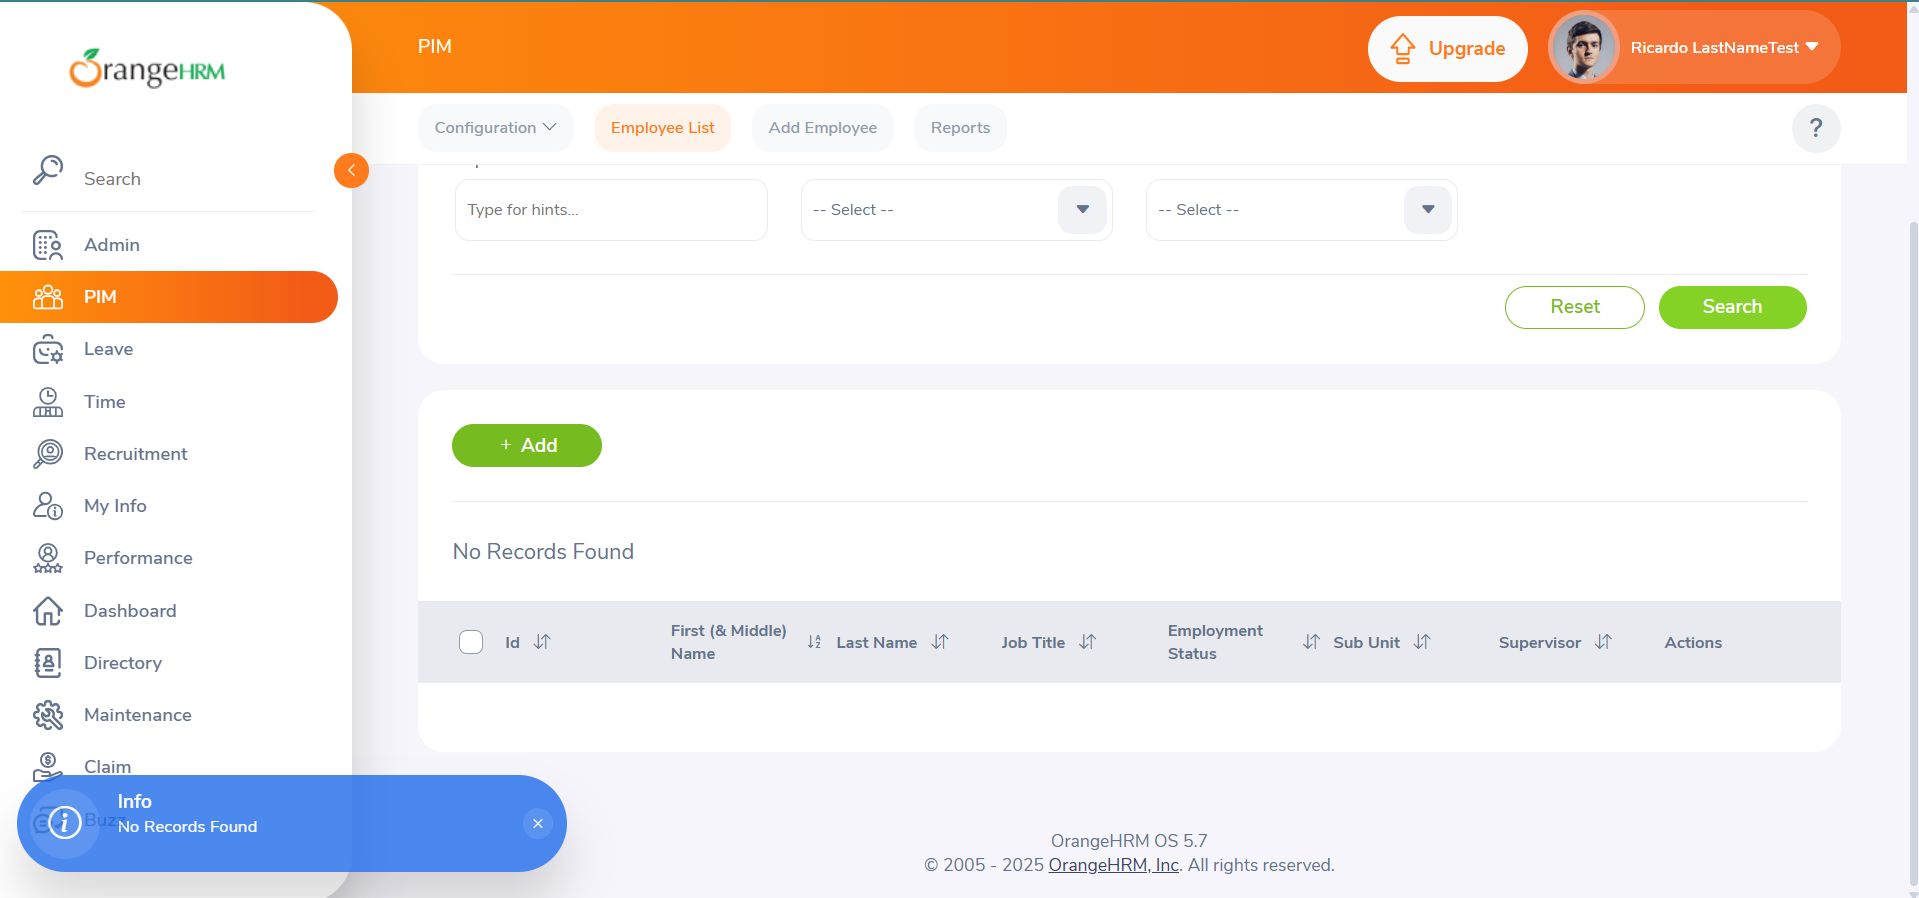 OrangeHRM
PIM
Upgrade
Ricardo LastNameTest
Configuration
Employee List
Add Employee
Reports
?
Search
Admin
PIM
Leave
Time
Recruitment
My Info
Performance
Dashboard
Directory
Maintenance
Claim
Buzz
Type for hints...
-- Select --
-- Select --
Reset
Search
+ Add
No Records Found
Id
First (& Middle)
Name
Last Name
Job Title
Employment
Status
Sub Unit
Supervisor
Actions
Info
No Records Found
OrangeHRM OS 5.7
© 2005 - 2025 OrangeHRM, Inc. All rights reserved.